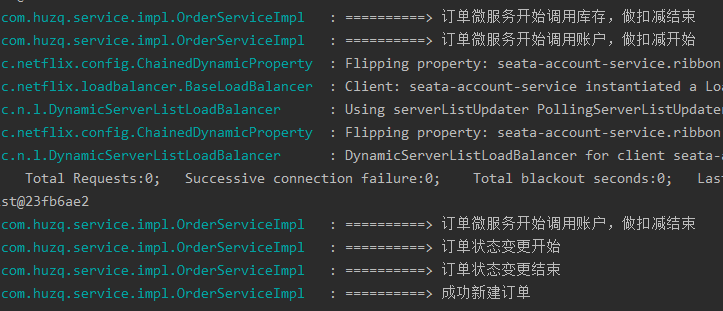 com.huzq.service.impl.OrderServiceImpl : ==========> 订单微服务开始调用库存，做扣减结束
com.huzq.service.impl.OrderServiceImpl : ==========> 订单微服务开始调用账户，做扣减开始
c.netflix.config.ChainedDynamicProperty : Flipping property: seata-account-service.ribbon
c.netflix.loadbalancer.BaseLoadBalancer : Client: seata-account-service instantiated a Loa
c.n.l.DynamicServerListLoadBalancer : Using serverListUpdater PollingServerListUpdater
c.netflix.config.ChainedDynamicProperty : Flipping property: seata-account-service.ribbon
c.n.l.DynamicServerListLoadBalancer : DynamicServerListLoadBalancer for client seata-a
Total Requests:0; Successive connection failure:0; Total blackout seconds:0; Last
st@23fb6ae2
com.huzq.service.impl.OrderServiceImpl : ==========> 订单微服务开始调用账户，做扣减结束
com.huzq.service.impl.OrderServiceImpl : ==========> 订单状态变更开始
com.huzq.service.impl.OrderServiceImpl : ==========> 订单状态变更结束
com.huzq.service.impl.OrderServiceImpl : ==========> 成功新建订单